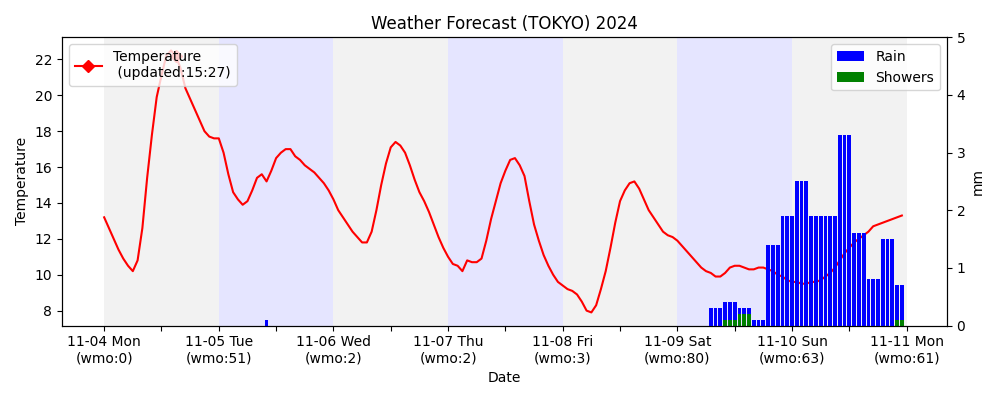 Weather Forecast (TOKYO) 2024
Temperature
(updated:15:27)
Rain
Showers
22
20
18
16
14
12
10
8
Temperature
5
4
3
2
1
0
mm
11-04 Mon
(wmo:0)
11-05 Tue
(wmo:51)
11-06 Wed
(wmo:2)
11-07 Thu
(wmo:2)
11-08 Fri
(wmo:3)
11-09 Sat
(wmo:80)
11-10 Sun
(wmo:63)
11-11 Mon
(wmo:61)
Date